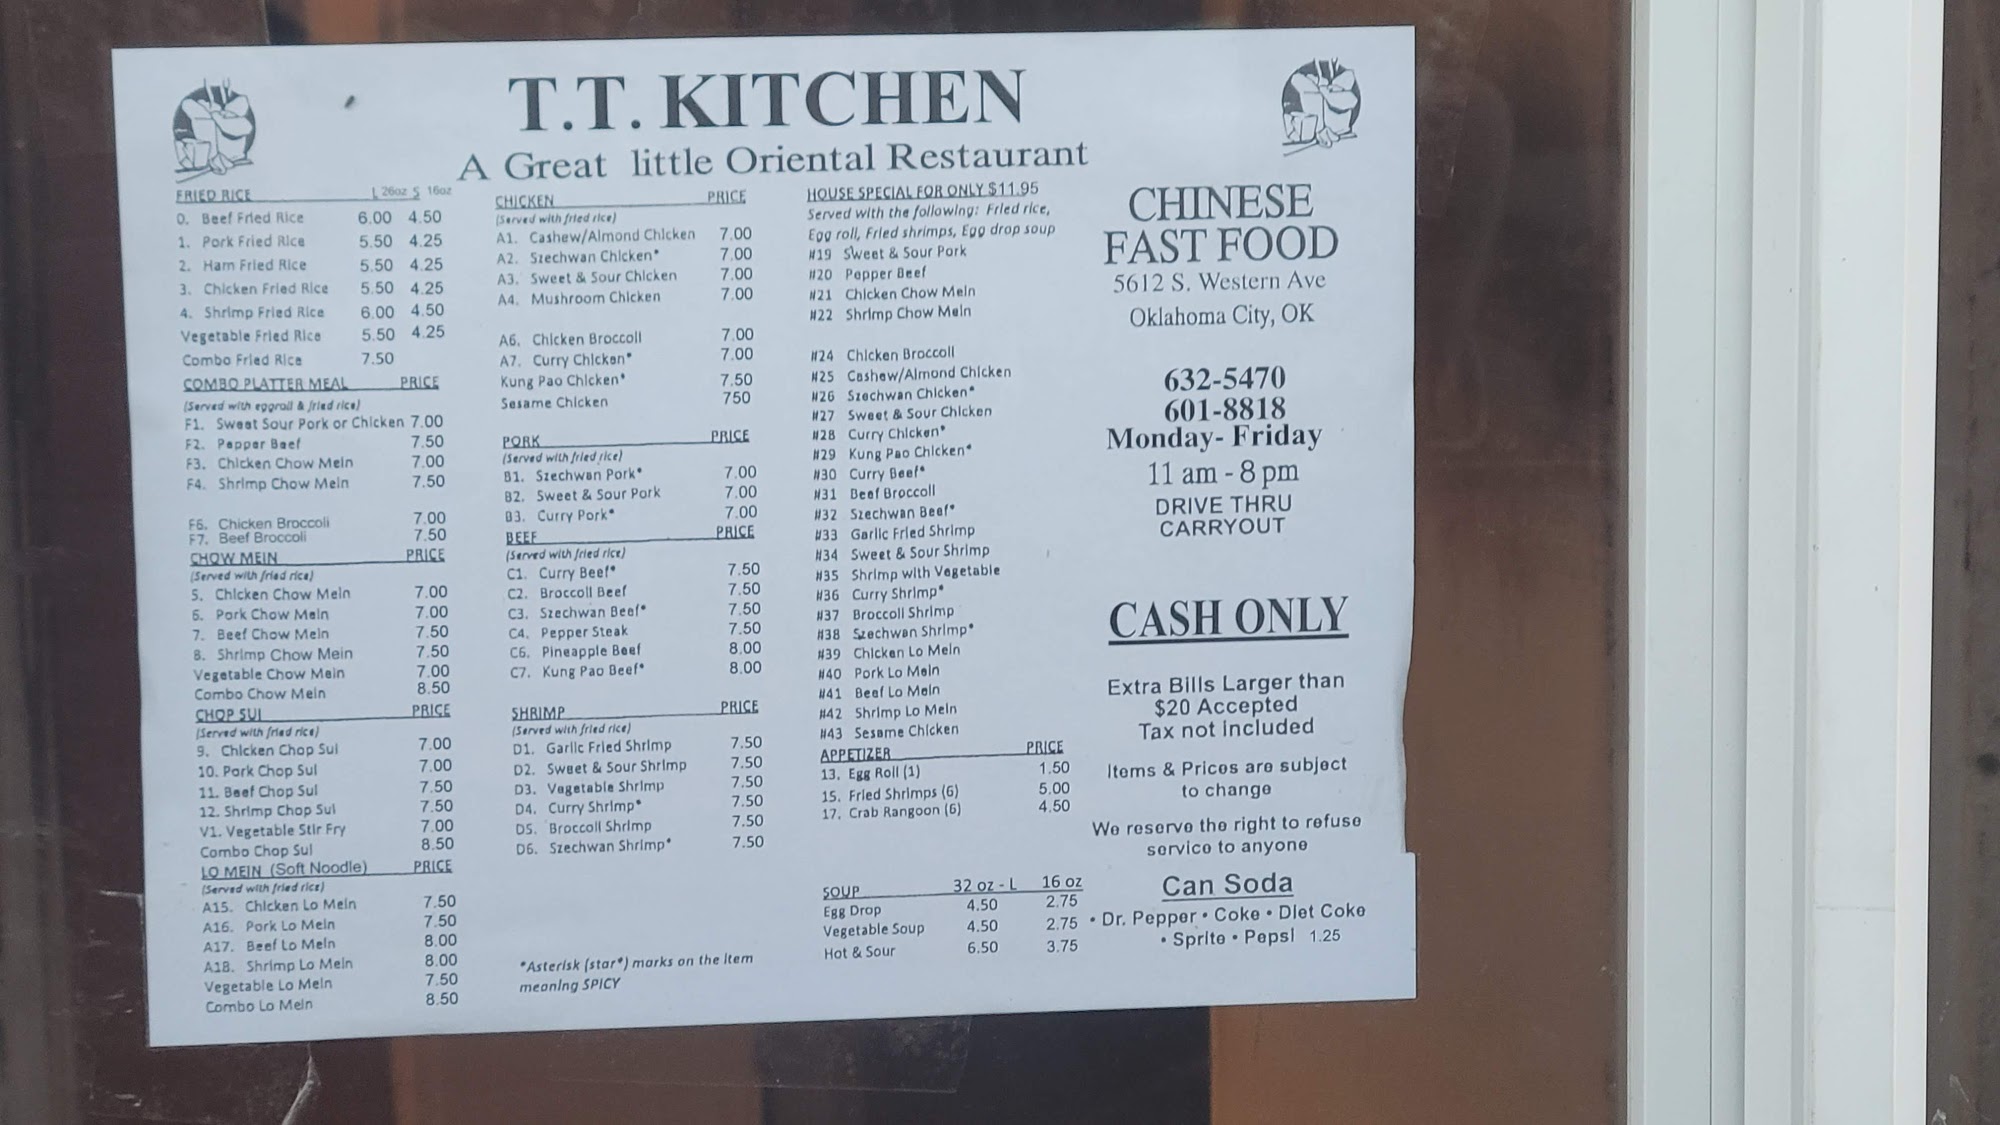 T.T. KITCHEN
A Great little Oriental Restaurant
FRIED RICE L 26oz S 16oz
0. Beef Fried Rice 6.00 4.50
1. Pork Fried Rice 5.50 4.25
2. Ham Fried Rice 5.50 4.25
3. Chicken Fried Rice 5.50 4.25
4. Shrimp Fried Rice 6.00 4.50
Vegetable Fried Rice 5.50 4.25
Combo Fried Rice 7.50
COMBO PLATTER MEAL PRICE
(Served with eggroll & fried rice)
F1. Sweet Sour Pork or Chicken 7.00
F2. Pepper Beef 7.50
F3. Chicken Chow Mein 7.00
F4. Shrimp Chow Mein 7.50
F6. Chicken Broccoli 7.00
F7. Beef Broccoli 7.50
CHOW MEIN PRICE
(Served with fried rice)
5. Chicken Chow Mein 7.00
6. Pork Chow Mein 7.00
7. Beef Chow Mein 7.50
8. Shrimp Chow Mein 7.50
Vegetable Chow Mein 7.00
Combo Chow Mein 8.50
CHOP SUI PRICE
(Served with fried rice)
9. Chicken Chop Sui 7.00
10. Pork Chop Sui 7.00
11. Beef Chop Sui 7.50
12. Shrimp Chop Sui 7.50
V1. Vegetable Stir Fry 7.00
Combo Chop Sui 8.50
LO MEIN (Soft Noodle) PRICE
(Served with fried rice)
A15. Chicken Lo Mein 7.50
A16. Pork Lo Mein 7.50
A17. Beef Lo Mein 8.00
A18. Shrimp Lo Mein 8.00
Vegetable Lo Mein 7.50
Combo Lo Mein 8.50
CHICKEN PRICE
(Served with fried rice)
A1. Cashew/Almond Chicken 7.00
A2. Szechwan Chicken* 7.00
A3. Sweet & Sour Chicken 7.00
A4. Mushroom Chicken 7.00
A6. Chicken Broccoli 7.00
A7. Curry Chicken* 7.00
Kung Pao Chicken* 7.50
Sesame Chicken 750
PORK PRICE
(Served with fried rice)
B1. Szechwan Pork* 7.00
B2. Sweet & Sour Pork 7.00
B3. Curry Pork* 7.00
BEEF PRICE
(Served with fried rice)
C1. Curry Beef* 7.50
C2. Broccoli Beef 7.50
C3. Szechwan Beef* 7.50
C4. Pepper Steak 7.50
C6. Pineapple Beef 8.00
C7. Kung Pao Beef* 8.00
SHRIMP PRICE
(Served with fried rice)
D1. Garlic Fried Shrimp 7.50
D2. Sweet & Sour Shrimp 7.50
D3. Vegetable Shrimp 7.50
D4. Curry Shrimp* 7.50
D5. Broccoli Shrimp 7.50
D6. Szechwan Shrimp* 7.50
*Asterisk (star*) marks on the item
meaning SPICY
HOUSE SPECIAL FOR ONLY $11.95
Served with the following: Fried rice,
Egg roll, Fried shrimps, Egg drop soup
#19 Sweet & Sour Pork
#20 Pepper Beef
#21 Chicken Chow Mein
#22 Shrimp Chow Mein
#24 Chicken Broccoli
#25 Cashew/Almond Chicken
#26 Szechwan Chicken*
#27 Sweet & Sour Chicken
#28 Curry Chicken*
#29 Kung Pao Chicken*
#30 Curry Beef*
#31 Beef Broccoli
#32 Szechwan Beef*
#33 Garlic Fried Shrimp
#34 Sweet & Sour Shrimp
#35 Shrimp with Vegetable
#36 Curry Shrimp*
#37 Broccoli Shrimp
#38 Szechwan Shrimp*
#39 Chicken Lo Mein
#40 Pork Lo Mein
#41 Beef Lo Mein
#42 Shrimp Lo Mein
#43 Sesame Chicken
APPETIZER PRICE
13. Egg Roll (1) 1.50
15. Fried Shrimps (6) 5.00
17. Crab Rangoon (6) 4.50
SOUP 32 oz - L 16 oz
Egg Drop 4.50 2.75
Vegetable Soup 4.50 2.75
Hot & Sour 6.50 3.75
CHINESE
FAST FOOD
5612 S. Western Ave
Oklahoma City, OK
632-5470
601-8818
Monday- Friday
11 am - 8 pm
DRIVE THRU
CARRYOUT
CASH ONLY
Extra Bills Larger than
$20 Accepted
Tax not included
Items & Prices are subject
to change
We reserve the right to refuse
service to anyone
Can Soda
• Dr. Pepper • Coke • Diet Coke
• Sprite • Pepsi 1.25